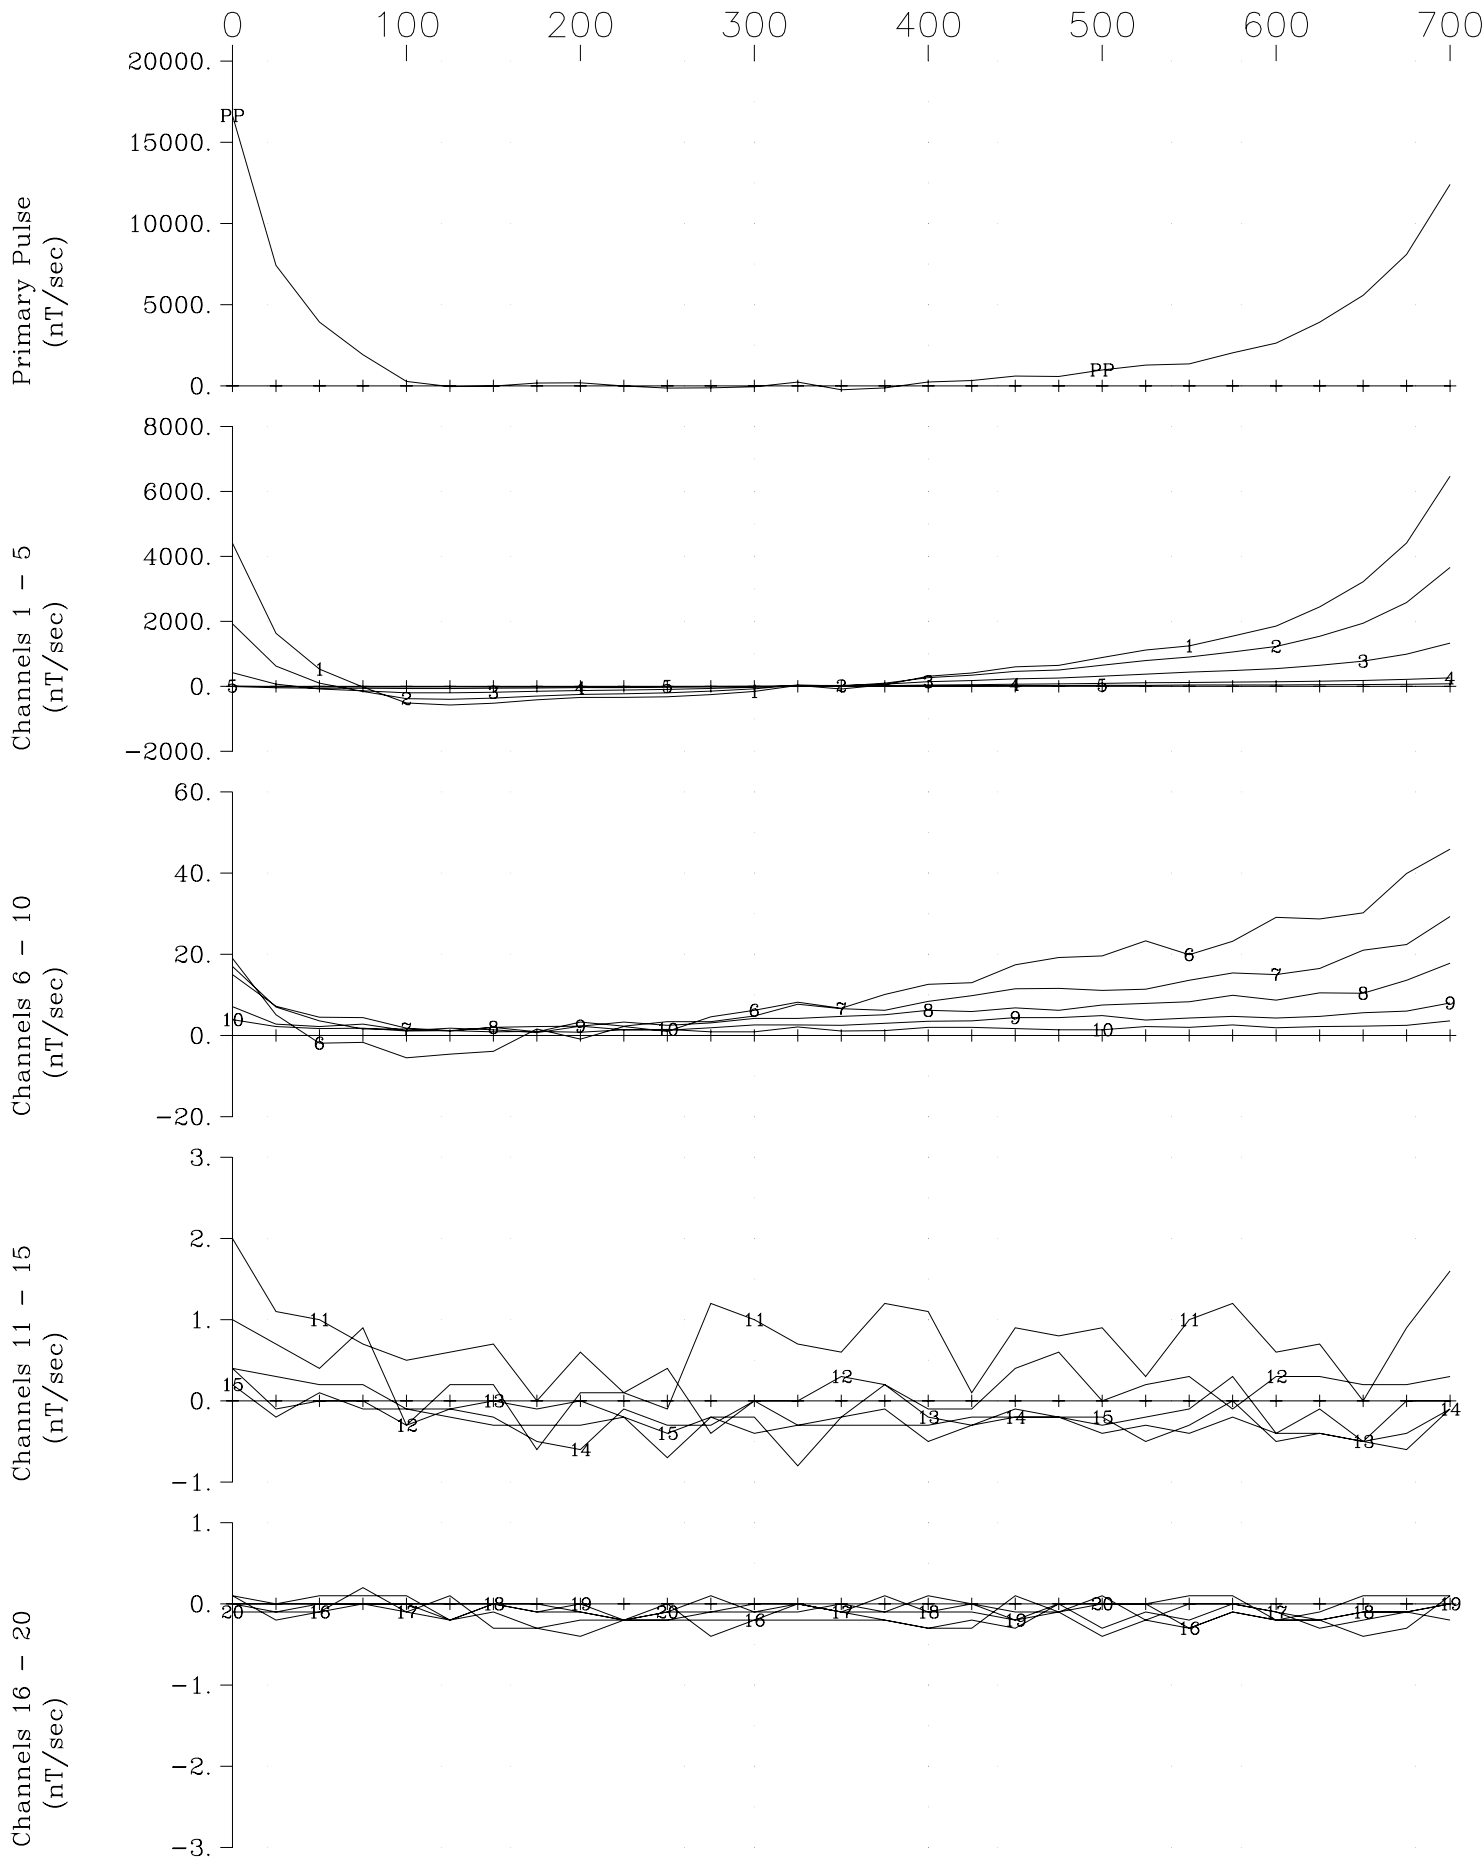 0 100 200 300 400 500 600 700
Primary Pulse
(nT/sec)
20000.
15000.
10000.
5000.
0.
PP PP
Channels 1 - 5
(nT/sec)
8000.
6000.
4000.
2000.
0.
-2000.
1 1 2
3
4
5 2 3 4 5 1 2 3 4 5
Channels 6 - 10
(nT/sec)
60.
40.
20.
0.
-20.
6 7 8 9
10 6 7 8 9 10 6 7 8 9 10
Channels 11 - 15
(nT/sec)
3.
2.
1.
0.
-1.
11 11 11
15 12 13 14 15 12 13 14 15 12 13 14
Channels 16 - 20
(nT/sec)
1.
0.
-1.
-2.
-3.
20 16 17 18 19 20 16 17 18 19 20 16 17 18 19